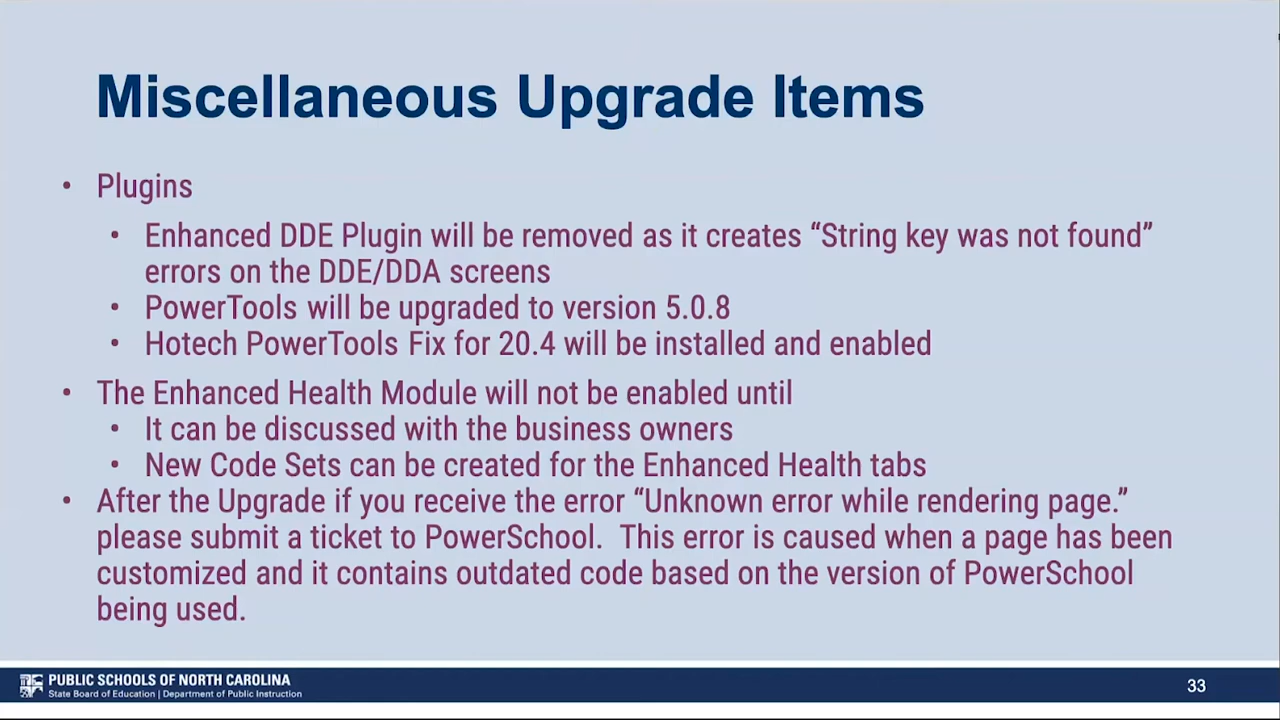 Miscellaneous Upgrade Items
• Plugins
• Enhanced DDE Plugin will be removed as it creates “String key was not found”
errors on the DDE/DDA screens
• PowerTools will be upgraded to version 5.0.8
• Hotech PowerTools Fix for 20.4 will be installed and enabled
• The Enhanced Health Module will not be enabled until
• It can be discussed with the business owners
• New Code Sets can be created for the Enhanced Health tabs
• After the Upgrade if you receive the error “Unknown error while rendering page.”
please submit a ticket to PowerSchool.  This error is caused when a page has been
customized and it contains outdated code based on the version of PowerSchool
being used.
PUBLIC SCHOOLS OF NORTH CAROLINA
State Board of Education | Department of Public Instruction
33